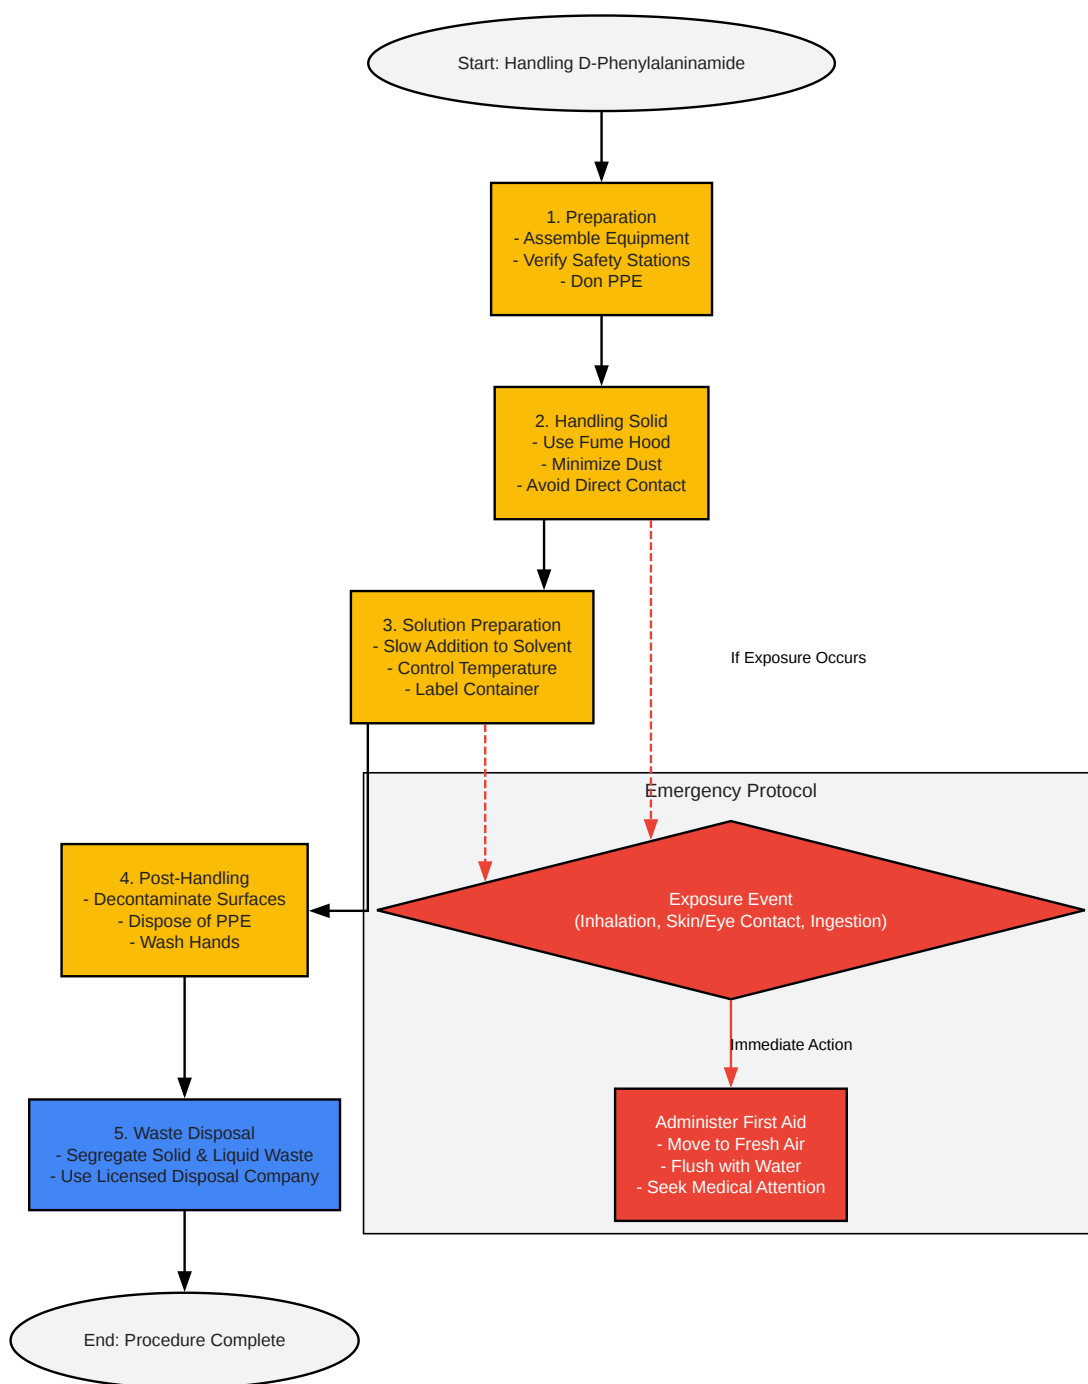 Start: Handling D-Phenylalaninamide
1. Preparation
- Assemble Equipment
- Verify Safety Stations
- Don PPE
2. Handling Solid
- Use Fume Hood
- Minimize Dust
- Avoid Direct Contact
3. Solution Preparation
- Slow Addition to Solvent
- Control Temperature
- Label Container
If Exposure Occurs
Emergency Protocol
Exposure Event
(Inhalation, Skin/Eye Contact, Ingestion)
Immediate Action
Administer First Aid
- Move to Fresh Air
- Flush with Water
- Seek Medical Attention
4. Post-Handling
- Decontaminate Surfaces
- Dispose of PPE
- Wash Hands
5. Waste Disposal
- Segregate Solid & Liquid Waste
- Use Licensed Disposal Company
End: Procedure Complete